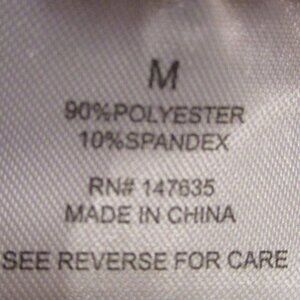 M
90%POLYESTER
10%SPANDEX
RN# 147635
MADE IN CHINA
SEE REVERSE FOR CARE